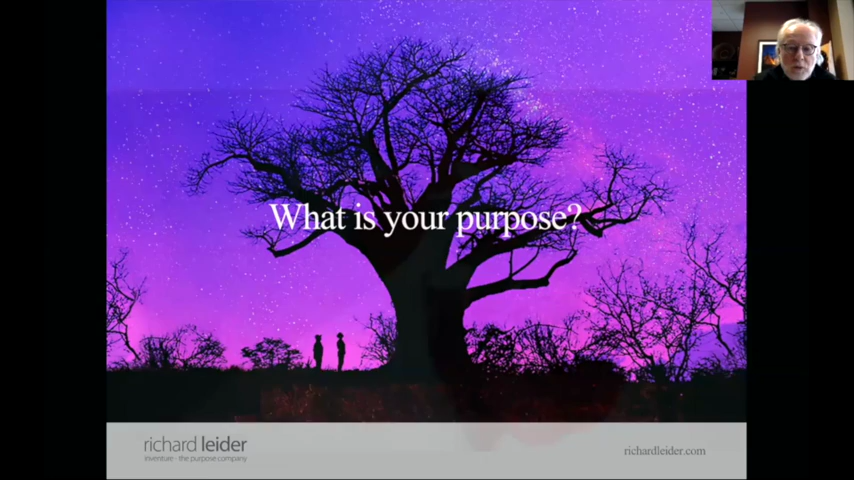 What is your purpose?
richard leider
inventure - the purpose company
richardleider.com